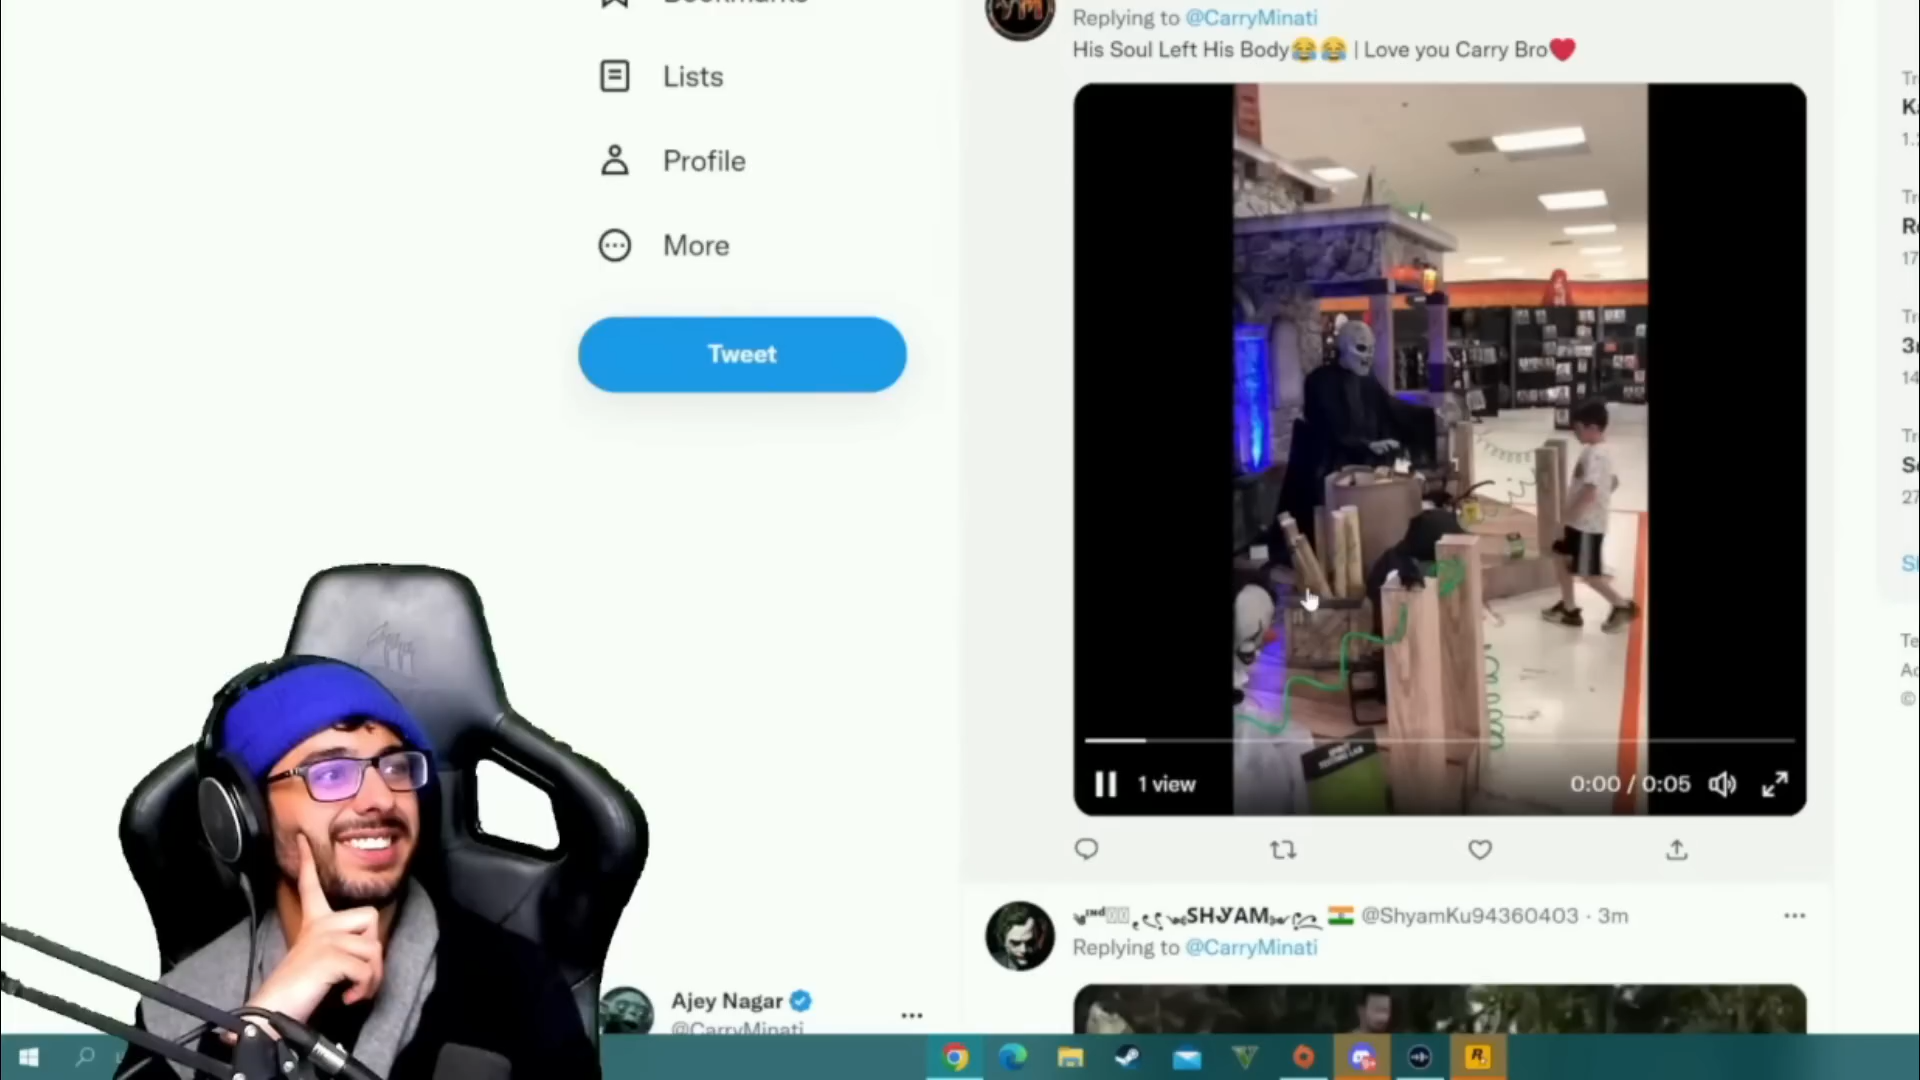 Bookmarks
Lists
Profile
More
Tweet
Replying to @CarryMinati
His Soul Left His Body😂😂 | Love you Carry Bro❤️
1 view
0:00 / 0:05
SHYAM 🇮🇳 @ShyamKu94360403 · 3m
Replying to @CarryMinati
Ajey Nagar
@CarryMinati